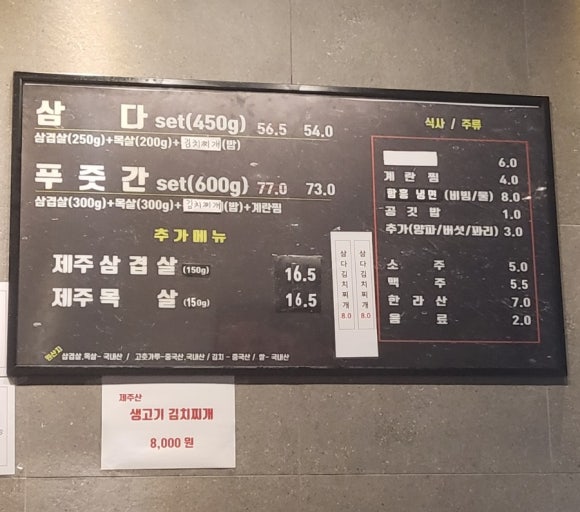 삼 다 set(450g) 56.5 54.0
삼겹살(250g)+목살(200g)+김치찌개(밥)
푸줏간 set(600g) 77.0 73.0
삼겹살(300g)+목살(300g)+김치찌개(밥)+계란찜
추가메뉴
제주삼겹살(150g) 16.5
제주목 살(150g) 16.5
원산지 삼겹살,목살- 국내산 / 고춧가루-중국산,국내산 / 김치 - 중국산 / 쌀- 국내산
삼다김치찌개 8.0
삼다김치찌개 8.0
식사 / 주류
6.0
계란찜 4.0
함흥 냉면 (비빔/물) 8.0
공깃밥 1.0
추가(양파/버섯/꽈리) 3.0
소 주 5.0
맥 주 5.5
한라산 7.0
음 료 2.0
제주산
생고기 김치찌개
8,000 원